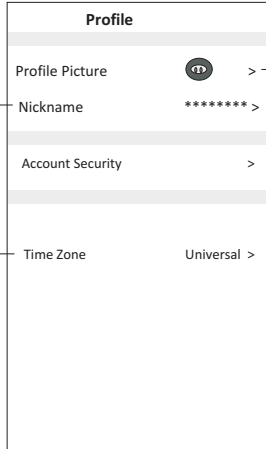 Profile
Profile Picture >
Nickname ******** >
Account Security >
Time Zone Universal >